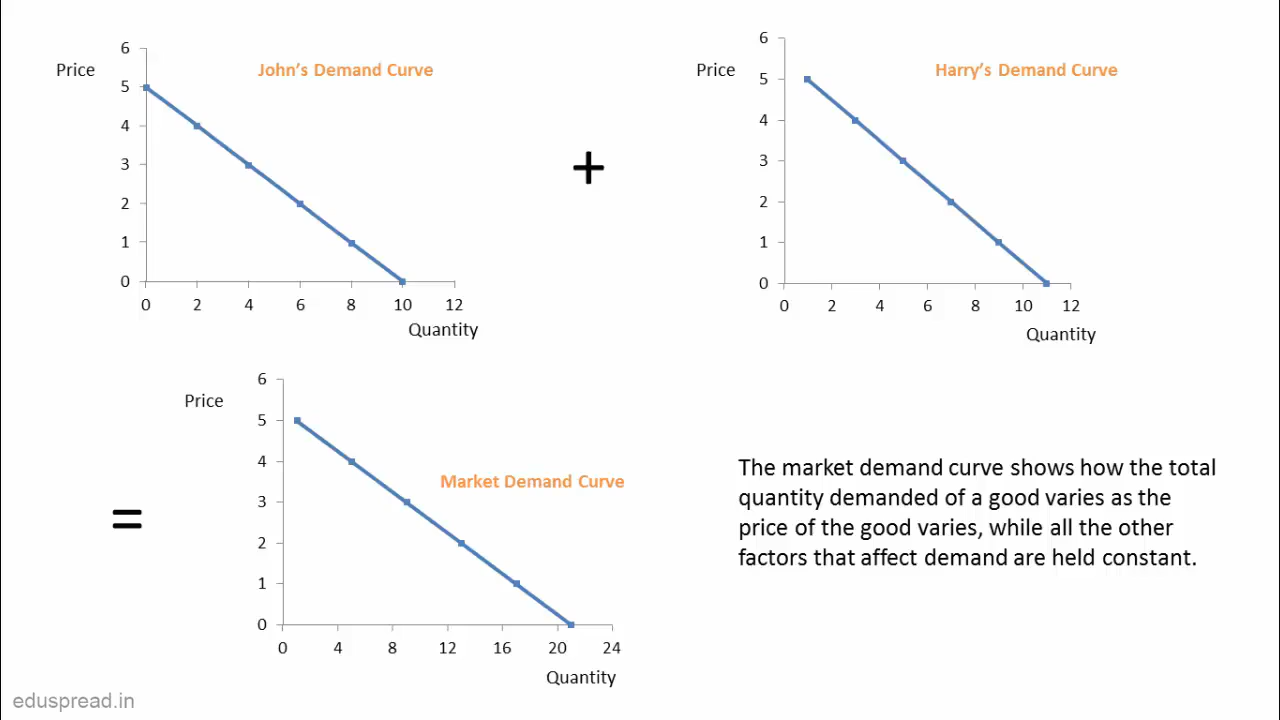 John's Demand Curve
Price
6
5
4
3
2
1
0
0 2 4 6 8 10 12
Quantity
+
Harry's Demand Curve
Price
6
5
4
3
2
1
0
0 2 4 6 8 10 12
Quantity
=
Price
6
5
4
3
2
1
0
Market Demand Curve
0 4 8 12 16 20 24
Quantity
The market demand curve shows how the total
quantity demanded of a good varies as the
price of the good varies, while all the other
factors that affect demand are held constant.
eduspread.in